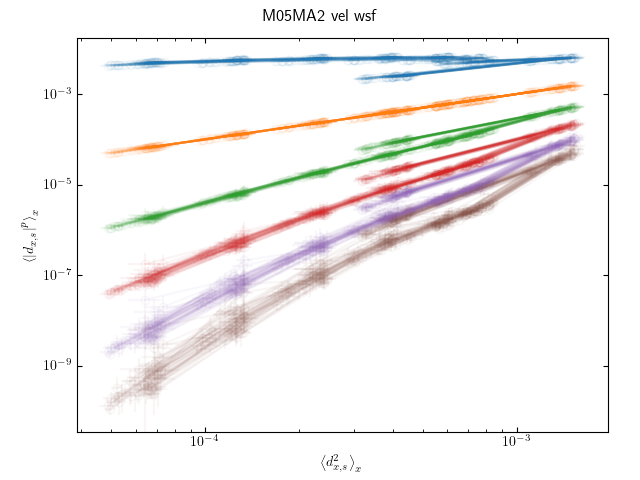 M05MA2 vel wsf
10^{-3}
10^{-5}
10^{-7}
10^{-9}
⟨|d_{x,s}|^p⟩_x
10^{-4}
10^{-3}
⟨d^2_{x,s}⟩_x